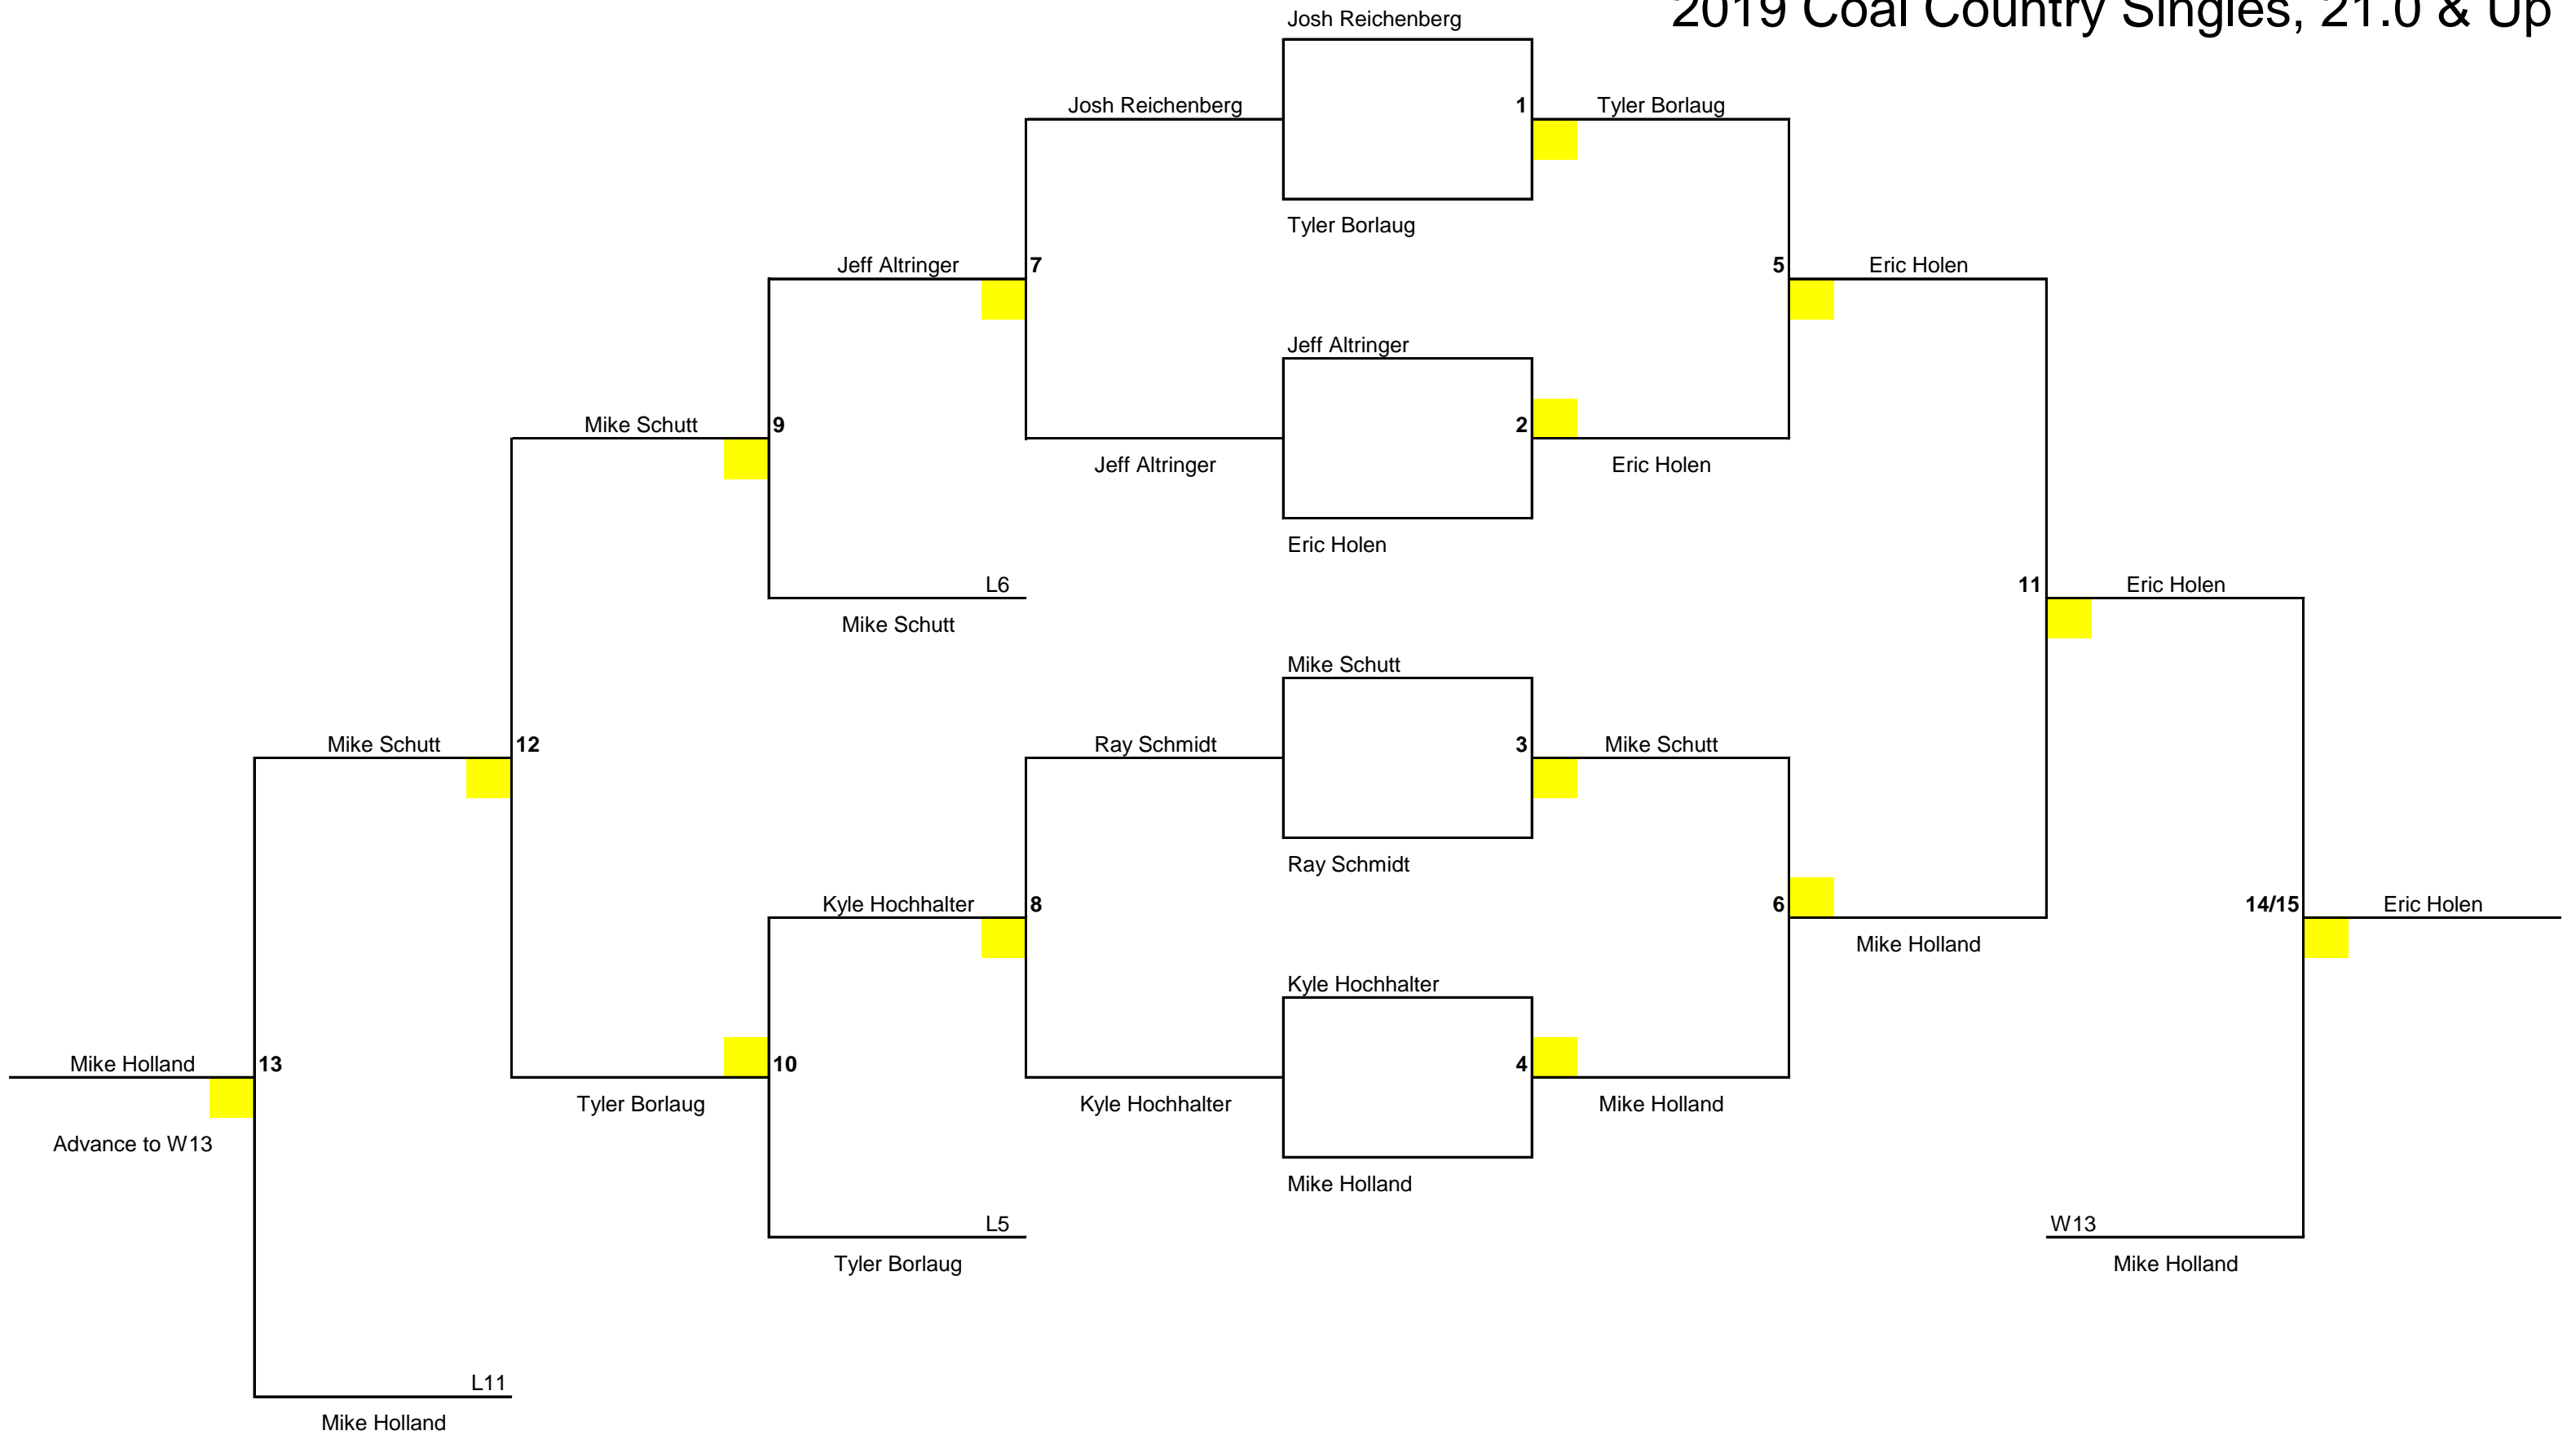 2019 Coal Country Singles, 21.0 & Up
Josh Reichenberg
Josh Reichenberg
1
Tyler Borlaug
Tyler Borlaug
Jeff Altringer
7
5
Eric Holen
Jeff Altringer
Mike Schutt
9
2
Jeff Altringer
Eric Holen
Eric Holen
L6
11
Eric Holen
Mike Schutt
Mike Schutt
Mike Schutt
12
Ray Schmidt
3
Mike Schutt
Ray Schmidt
Kyle Hochhalter
8
6
14/15
Eric Holen
Mike Holland
Kyle Hochhalter
Mike Holland
13
10
4
Tyler Borlaug
Kyle Hochhalter
Mike Holland
Advance to W13
Mike Holland
L5
W13
Tyler Borlaug
Mike Holland
L11
Mike Holland